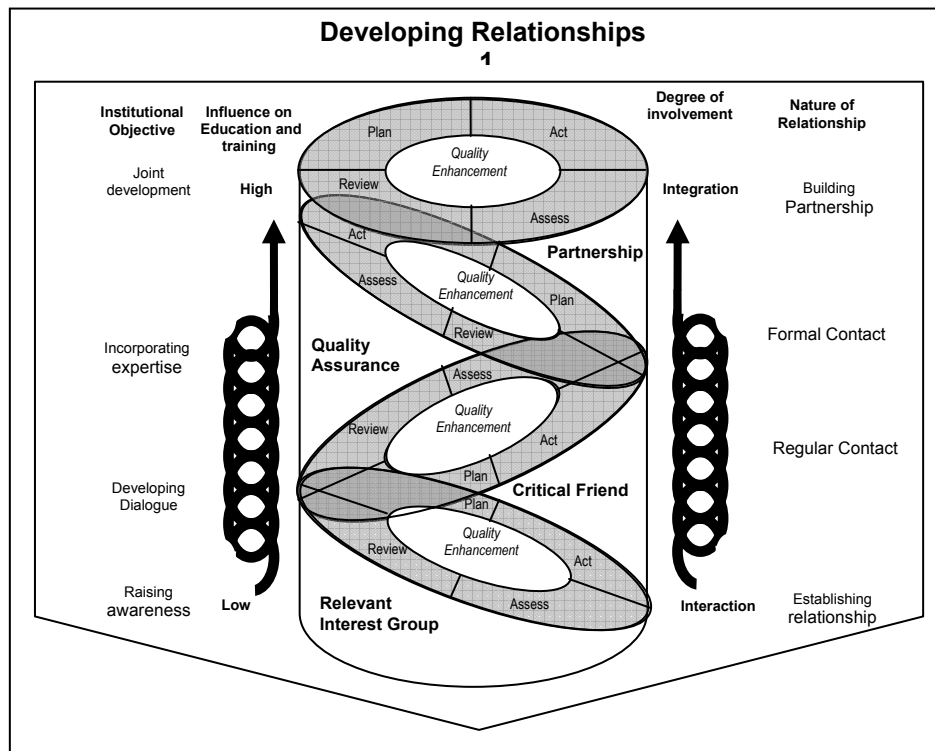 Developing Relationships
1
Institutional
Objective
Influence on
Education and
training
Degree of
involvement
Nature of
Relationship
Joint
development
High
Integration
Building
Partnership
Plan
Act
Quality
Enhancement
Review
Assess
Partnership
Act
Assess
Quality
Enhancement
Plan
Review
Incorporating
expertise
Quality
Assurance
Formal Contact
Assess
Quality
Enhancement
Review
Act
Plan
Regular Contact
Developing
Dialogue
Critical Friend
Plan
Quality
Enhancement
Review
Act
Assess
Raising
awareness
Low
Relevant
Interest Group
Interaction
Establishing
relationship